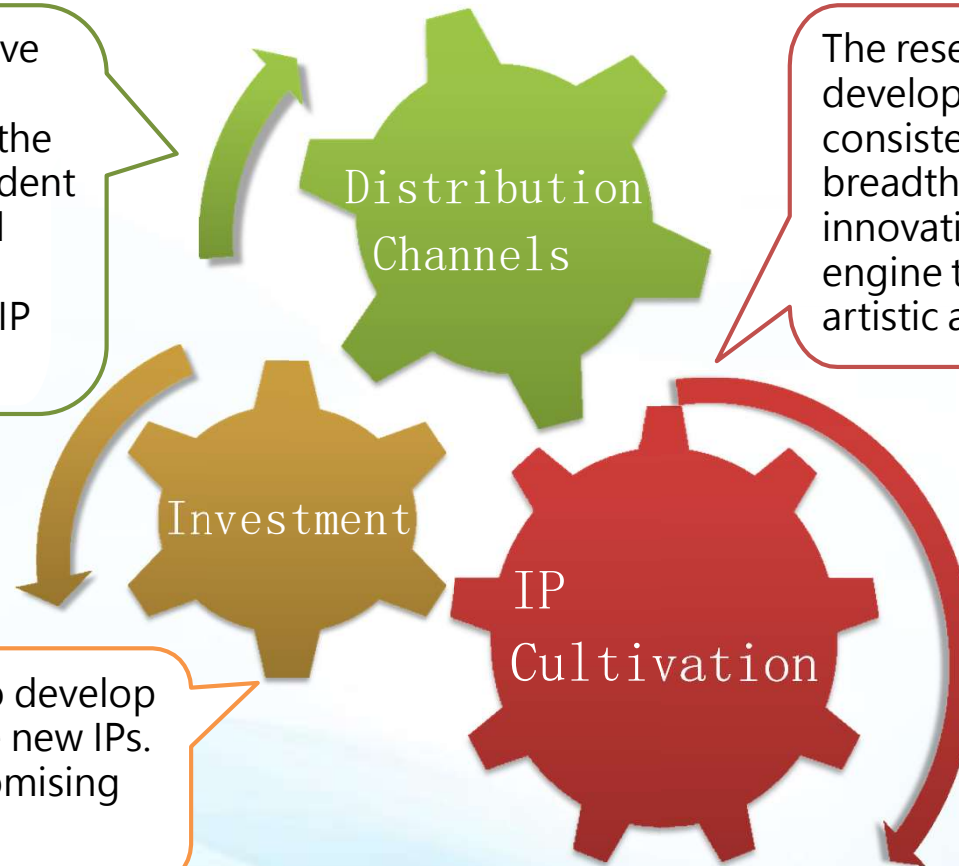 ve
the
dent
IP
The rese
develop
consiste
breadth
innovati
engine t
artistic a
Distribution
Channels
Investment
IP
Cultivation
develop
new IPs.
omising